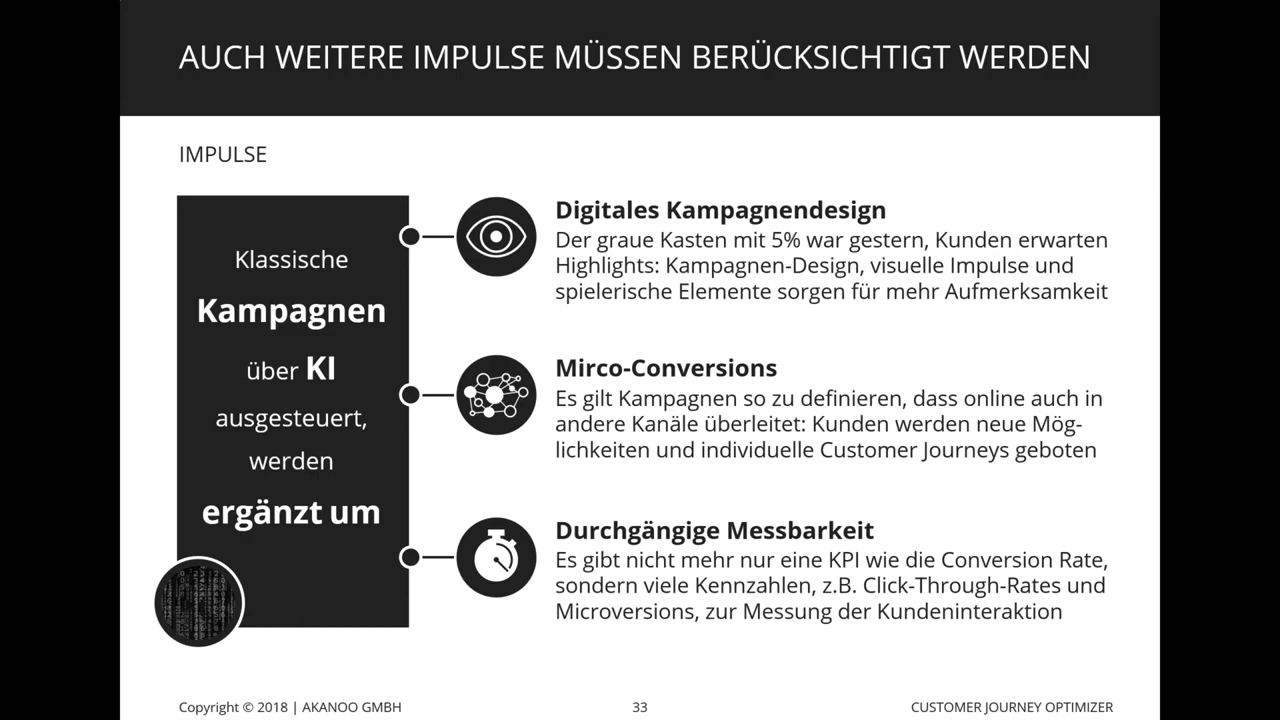 AUCH WEITERE IMPULSE MÜSSEN BERÜCKSICHTIGT WERDEN
IMPULSE
Klassische
Kampagnen
über KI
ausgesteuert,
werden
ergänzt um
Digitales Kampagnendesign
Der graue Kasten mit 5% war gestern, Kunden erwarten
Highlights: Kampagnen-Design, visuelle Impulse und
spielerische Elemente sorgen für mehr Aufmerksamkeit
Mirco-Conversions
Es gilt Kampagnen so zu definieren, dass online auch in
andere Kanäle überleitet: Kunden werden neue Mög-
lichkeiten und individuelle Customer Journeys geboten
Durchgängige Messbarkeit
Es gibt nicht mehr nur eine KPI wie die Conversion Rate,
sondern viele Kennzahlen, z.B. Click-Through-Rates und
Microversions, zur Messung der Kundeninteraktion
Copyright © 2018 | AKANOO GMBH
33
CUSTOMER JOURNEY OPTIMIZER